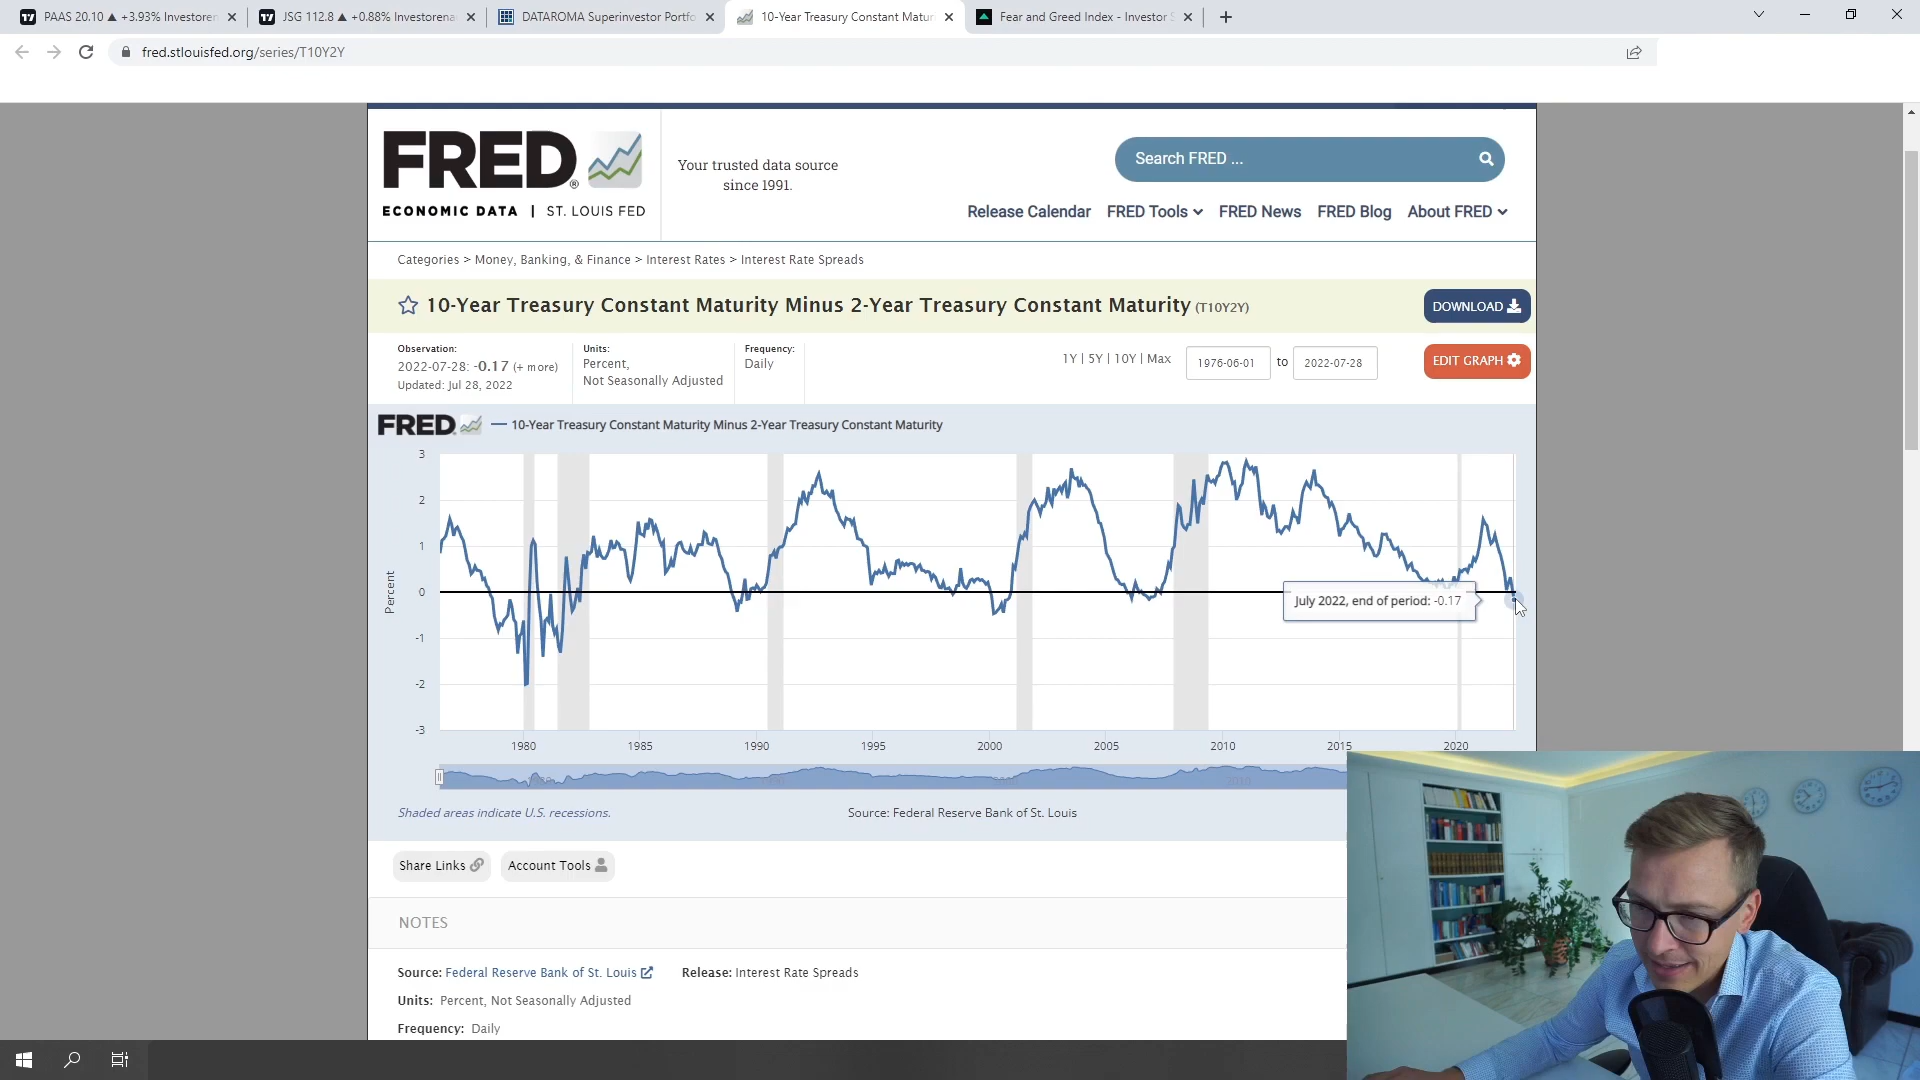 PAAS 20.10 ▲ +3.93% Investoren
JSG 112.8 ▲ +0.88% Investorena
DATAROMA Superinvestor Portfo
10-Year Treasury Constant Maturi
Fear and Greed Index - Investor S
fred.stlouisfed.org/series/T10Y2Y
FRED
ECONOMIC DATA | ST. LOUIS FED
Your trusted data source
since 1991.
Search FRED ...
Release Calendar
FRED Tools
FRED News
FRED Blog
About FRED
Categories > Money, Banking, & Finance > Interest Rates > Interest Rate Spreads
10-Year Treasury Constant Maturity Minus 2-Year Treasury Constant Maturity (T10Y2Y)
DOWNLOAD
Observation:
2022-07-28: -0.17 (+ more)
Updated: Jul 28, 2022
Units:
Percent,
Not Seasonally Adjusted
Frequency:
Daily
1Y | 5Y | 10Y | Max
1976-06-01 to 2022-07-28
EDIT GRAPH
FRED
10-Year Treasury Constant Maturity Minus 2-Year Treasury Constant Maturity
3
2
1
0
-1
-2
-3
Percent
July 2022, end of period: -0.17
1980
1985
1990
1995
2000
2005
2010
2015
2020
Shaded areas indicate U.S. recessions.
Source: Federal Reserve Bank of St. Louis
Share Links
Account Tools
NOTES
Source: Federal Reserve Bank of St. Louis
Release: Interest Rate Spreads
Units: Percent, Not Seasonally Adjusted
Frequency: Daily